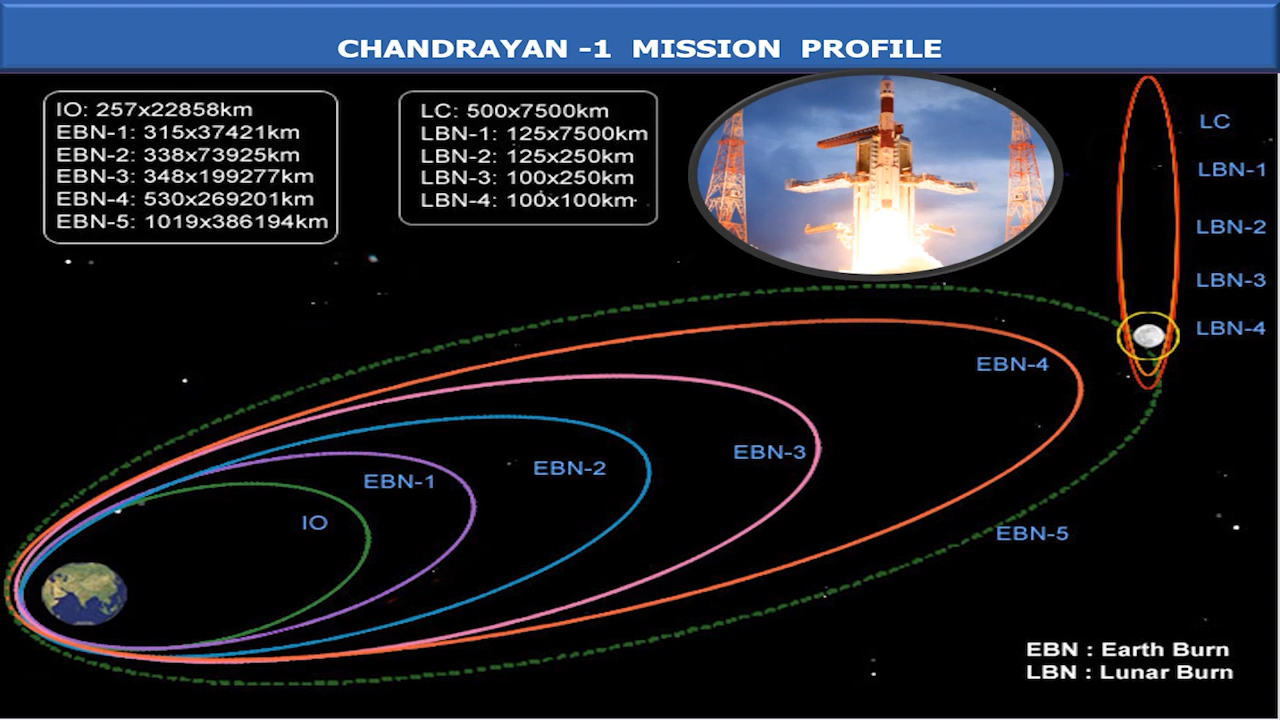 CHANDRAYAN -1 MISSION PROFILE
IO: 257x22858km
EBN-1: 315x37421km
EBN-2: 338x73925km
EBN-3: 348x199277km
EBN-4: 530x269201km
EBN-5: 1019x386194km
LC: 500x7500km
LBN-1: 125x7500km
LBN-2: 125x250km
LBN-3: 100x250km
LBN-4: 100x100km
LC
LBN-1
LBN-2
LBN-3
LBN-4
EBN-4
EBN-3
EBN-2
EBN-1
IO
EBN-5
EBN : Earth Burn
LBN : Lunar Burn